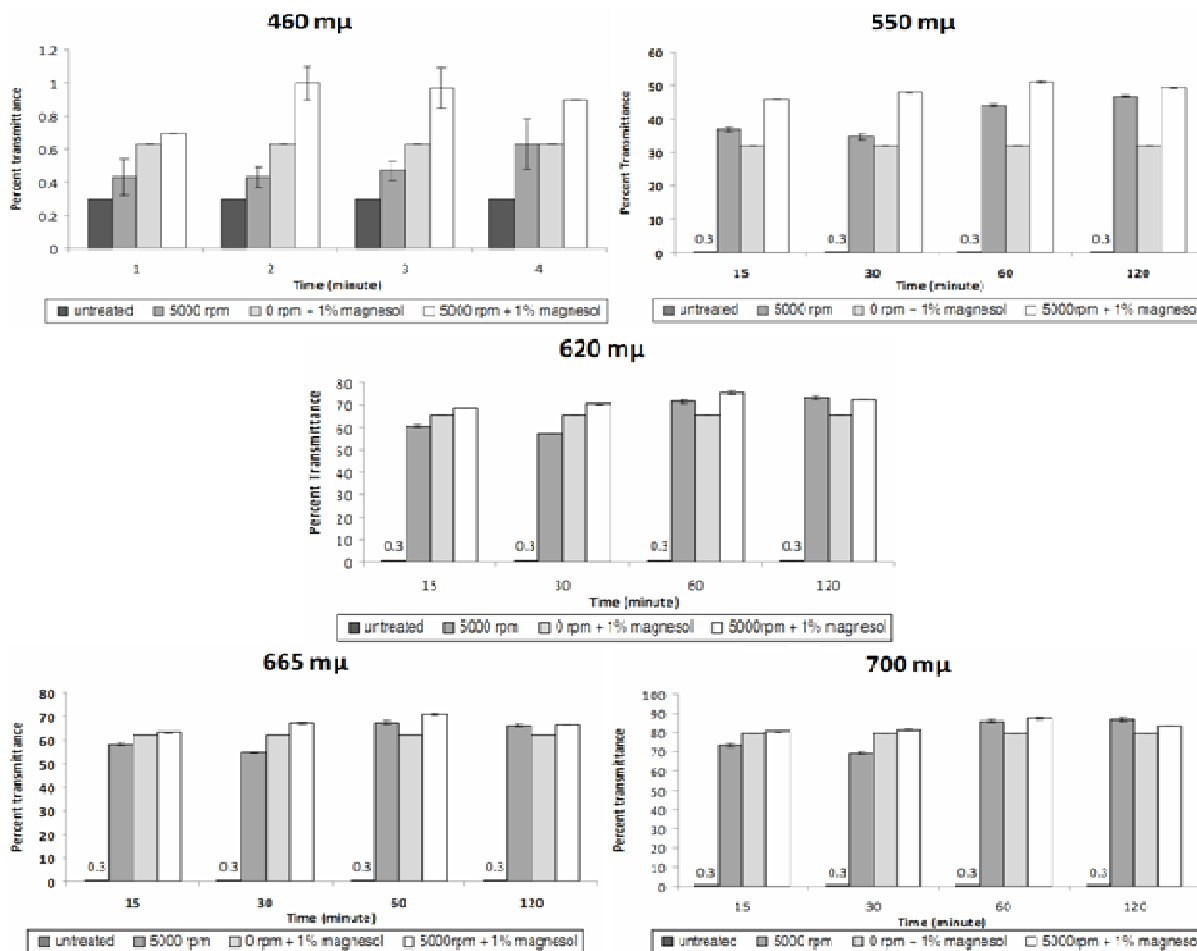 460 mμ
1.2
1
0.8
0.6
0.4
0.2
0
Percent transmittance
1 2 3 4
Time (minute)
untreated 5000 rpm 0 rpm + 1% magnesol 5000 rpm + 1% magnesol
550 mμ
60
50
40
30
20
10
0
Percent Transmittance
0.3 0.3 0.3 0.3
15 30 60 120
Time (minute)
untreated 5000 rpm 0 rpm + 1% magnesol 5000rpm + 1% magnesol
620 mμ
80
70
60
50
40
30
20
10
0
Percent Transmittance
0.3 0.3 0.3 0.3
15 30 60 120
Time (minute)
untreated 5000 rpm 0 rpm + 1% magnesol 5000rpm + 1% magnesol
665 mμ
80
70
60
50
40
30
20
10
0
Percent transmittance
0.3 0.3 0.3 0.3
15 30 60 120
Time (minute)
untreated 5000 rpm 0 rpm + 1% magnesol 5000rpm + 1% magnesol
700 mμ
100
90
80
70
60
50
40
30
20
10
0
Percent transmittance
0.3 0.3 0.3 0.3
15 30 60 120
Time (minute)
untreated 5000 rpm 0 rpm + 1% magnesol 5000rpm + 1% magnesol